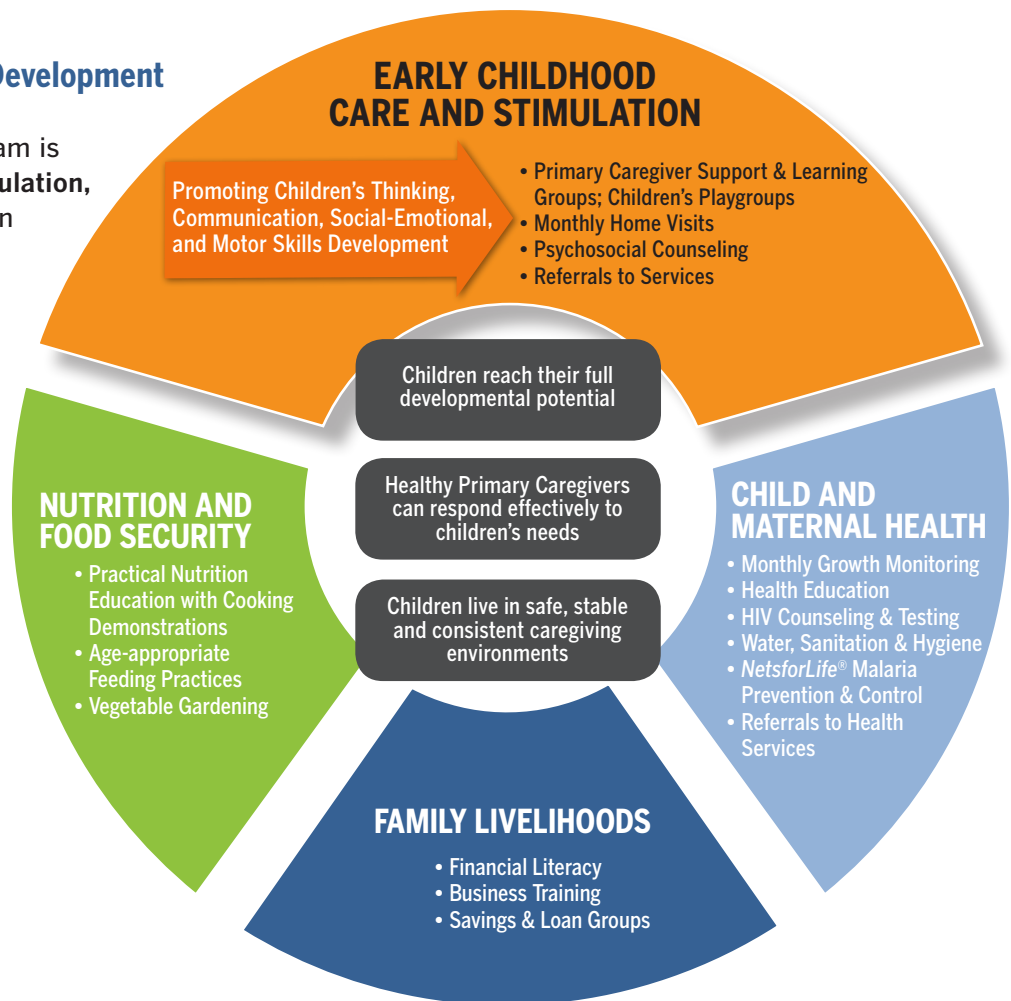 Development
am is
ulation,
n
EARLY CHILDHOOD
CARE AND STIMULATION
Promoting Children's Thinking,
Communication, Social-Emotional,
and Motor Skills Development
• Primary Caregiver Support & Learning
Groups; Children's Playgroups
• Monthly Home Visits
• Psychosocial Counseling
• Referrals to Services
Children reach their full
developmental potential
Healthy Primary Caregivers
can respond effectively to
children's needs
Children live in safe, stable
and consistent caregiving
environments
NUTRITION AND
FOOD SECURITY
• Practical Nutrition
Education with Cooking
Demonstrations
• Age-appropriate
Feeding Practices
• Vegetable Gardening
CHILD AND
MATERNAL HEALTH
• Monthly Growth Monitoring
• Health Education
• HIV Counseling & Testing
• Water, Sanitation & Hygiene
• NetsforLife® Malaria
Prevention & Control
• Referrals to Health
Services
FAMILY LIVELIHOODS
• Financial Literacy
• Business Training
• Savings & Loan Groups